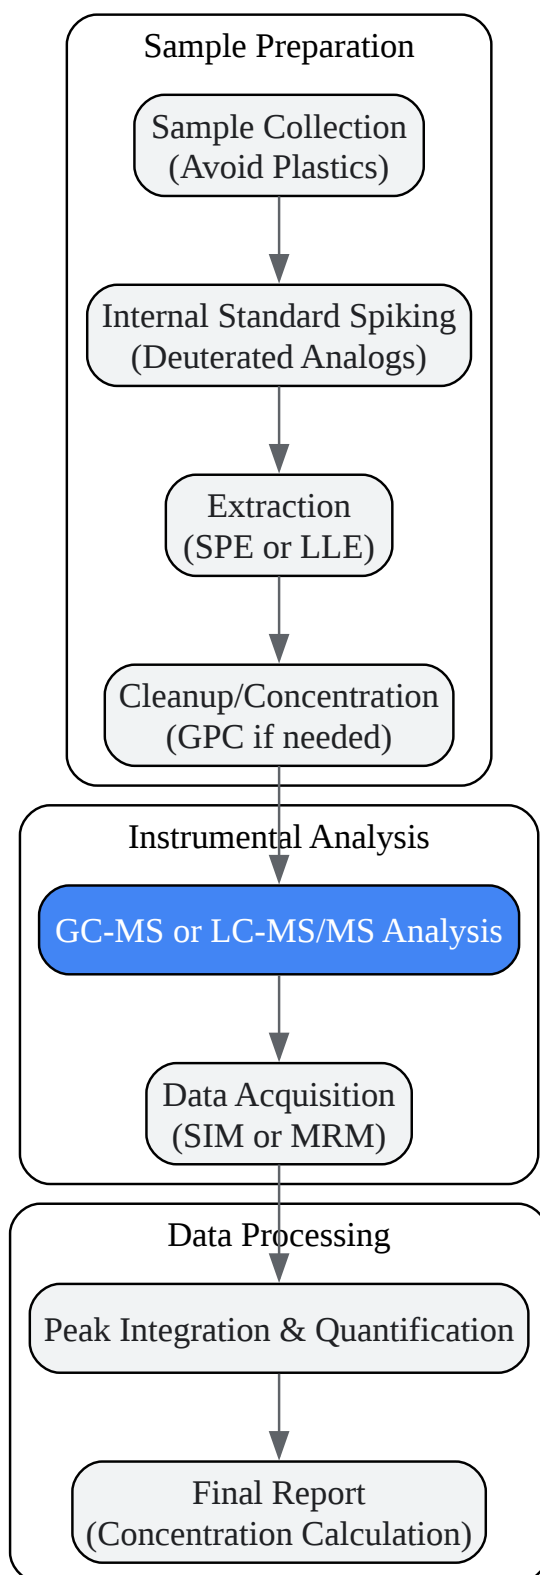 Sample Preparation
Sample Collection
(Avoid Plastics)
Internal Standard Spiking
(Deuterated Analogs)
Extraction
(SPE or LLE)
Cleanup/Concentration
(GPC if needed)
Instrumental Analysis
GC-MS or LC-MS/MS Analysis
Data Acquisition
(SIM or MRM)
Data Processing
Peak Integration & Quantification
Final Report
(Concentration Calculation)